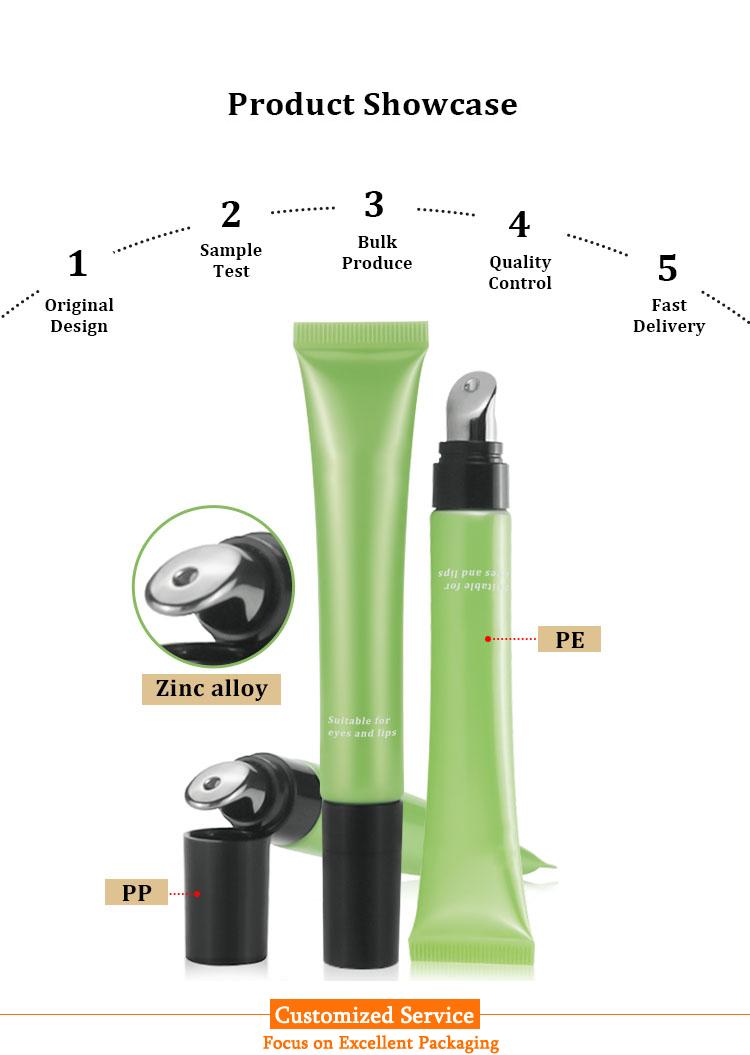 Product Showcase
1
Original
Design
2
Sample
Test
3
Bulk
Produce
4
Quality
Control
5
Fast
Delivery
Suitable for
eyes and lips
Suitable for
eyes and lips
PE
Zinc alloy
PP
Customized Service
Focus on Excellent Packaging